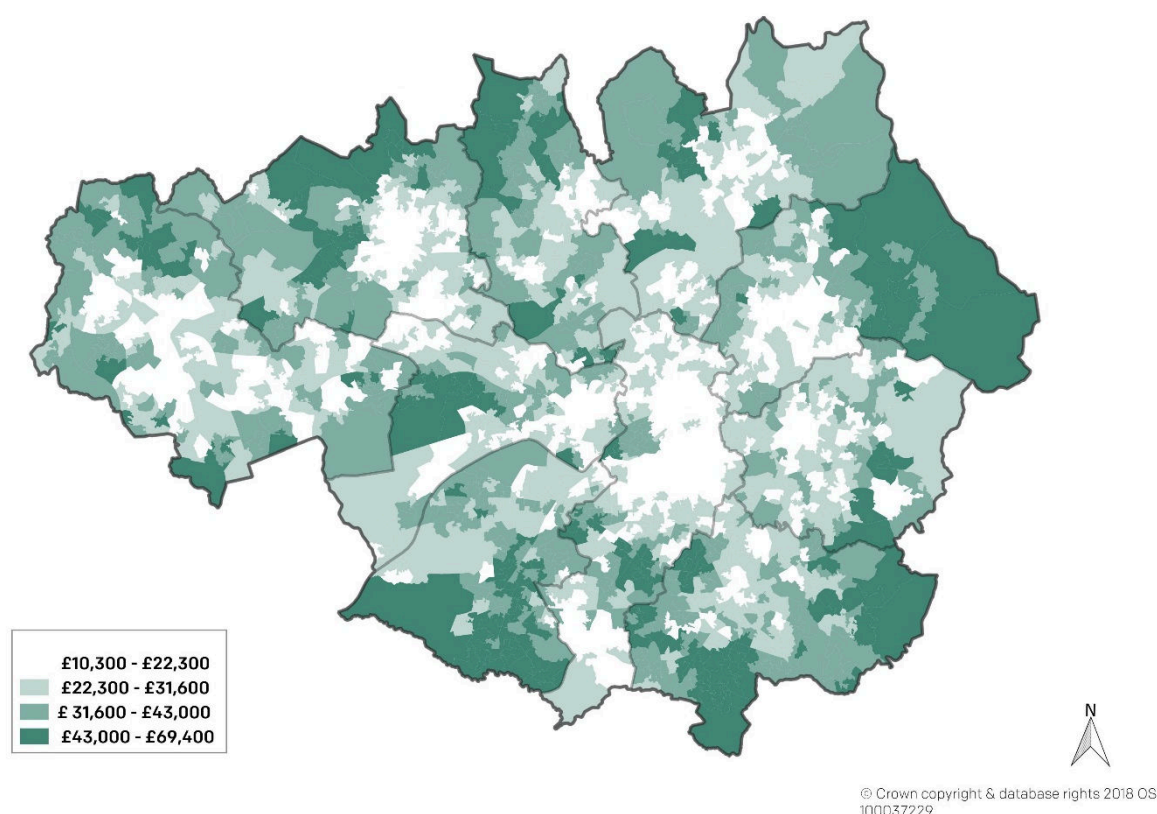 £10,300 - £22,300
£22,300 - £31,600
£ 31,600 - £43,000
£43,000 - £69,400
N
© Crown copyright & database rights 2018 OS
100037229